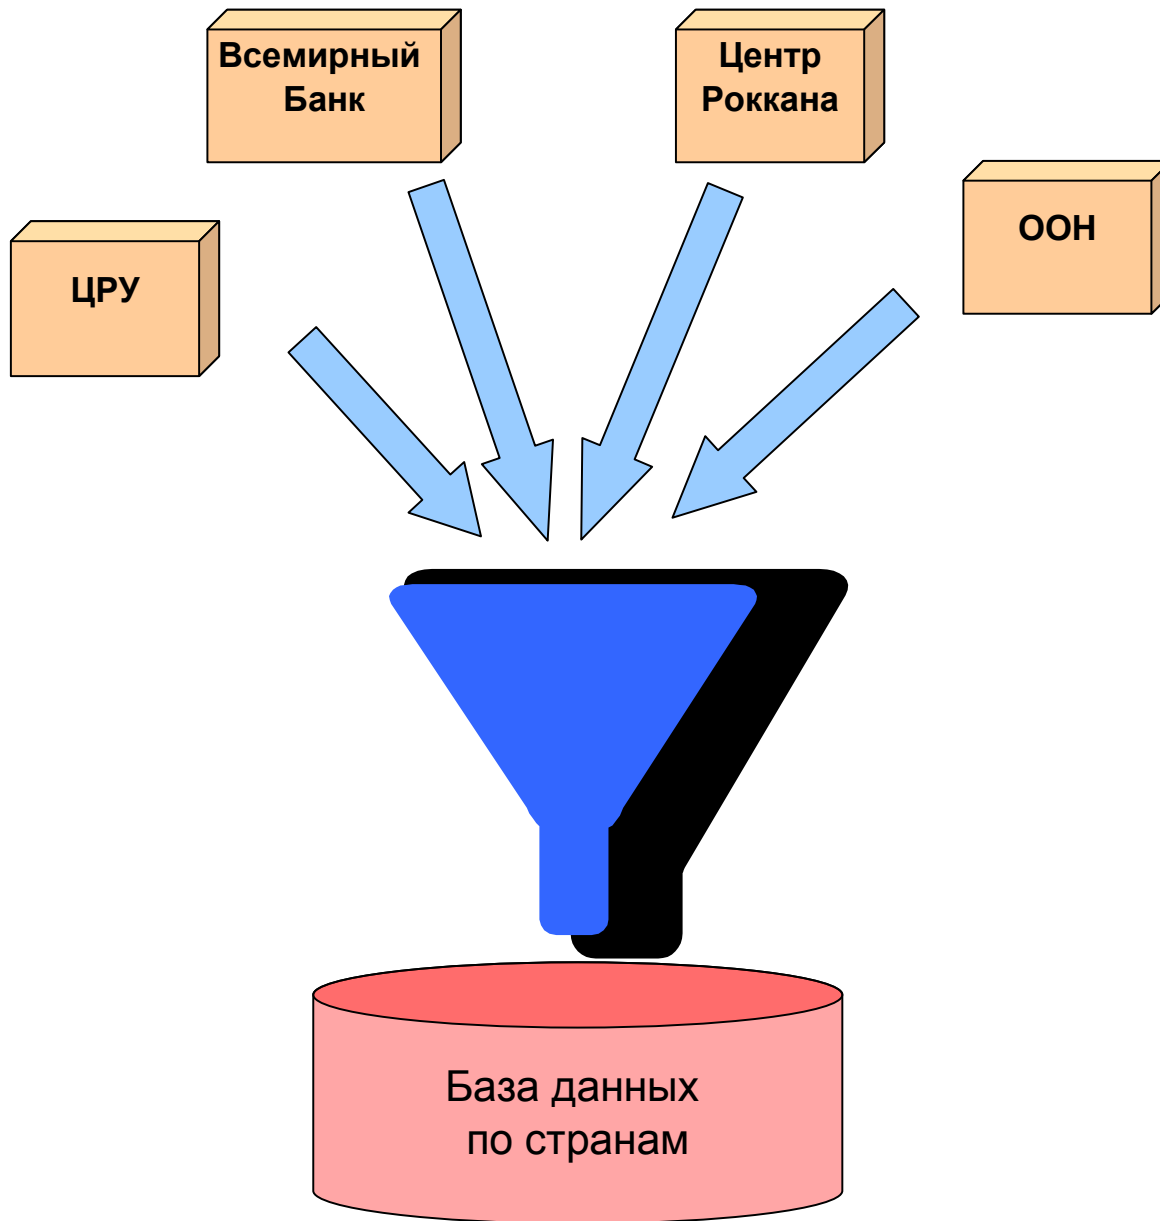 Всемирный
Банк
Центр
Роккана
ООН
ЦРУ
База данных
по странам